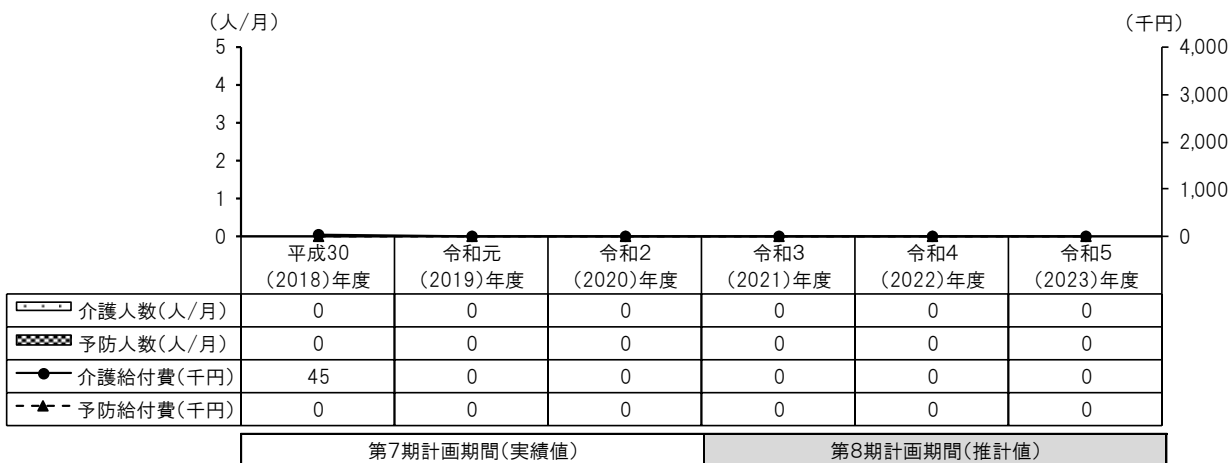 (人/月)
(千円)
5
4
3
2
1
0
4,000
3,000
2,000
1,000
0
平成30 令和元 令和2 令和3 令和4 令和5
(2018)年度 (2019)年度 (2020)年度 (2021)年度 (2022)年度 (2023)年度
介護人数(人/月) 0 0 0 0 0 0
予防人数(人/月) 0 0 0 0 0 0
介護給付費(千円) 45 0 0 0 0 0
予防給付費(千円) 0 0 0 0 0 0
第7期計画期間(実績値) 第8期計画期間(推計値)